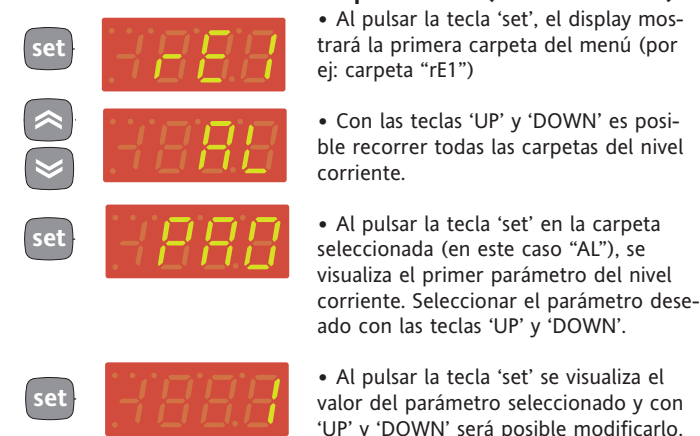 set
rE1
• Al pulsar la tecla ‘set’, el display mos-
trará la primera carpeta del menú (por
ej: carpeta “rE1”)
AL
• Con las teclas ‘UP’ y ‘DOWN’ es posi-
ble recorrer todas las carpetas del nivel
corriente.
set
PAO
• Al pulsar la tecla ‘set’ en la carpeta
seleccionada (en este caso “AL”), se
visualiza el primer parámetro del nivel
corriente. Seleccionar el parámetro dese-
ado con las teclas ‘UP’ y ‘DOWN’.
set
1
• Al pulsar la tecla ‘set’ se visualiza el
valor del parámetro seleccionado y con
‘UP’ y ‘DOWN’ será posible modificarlo.